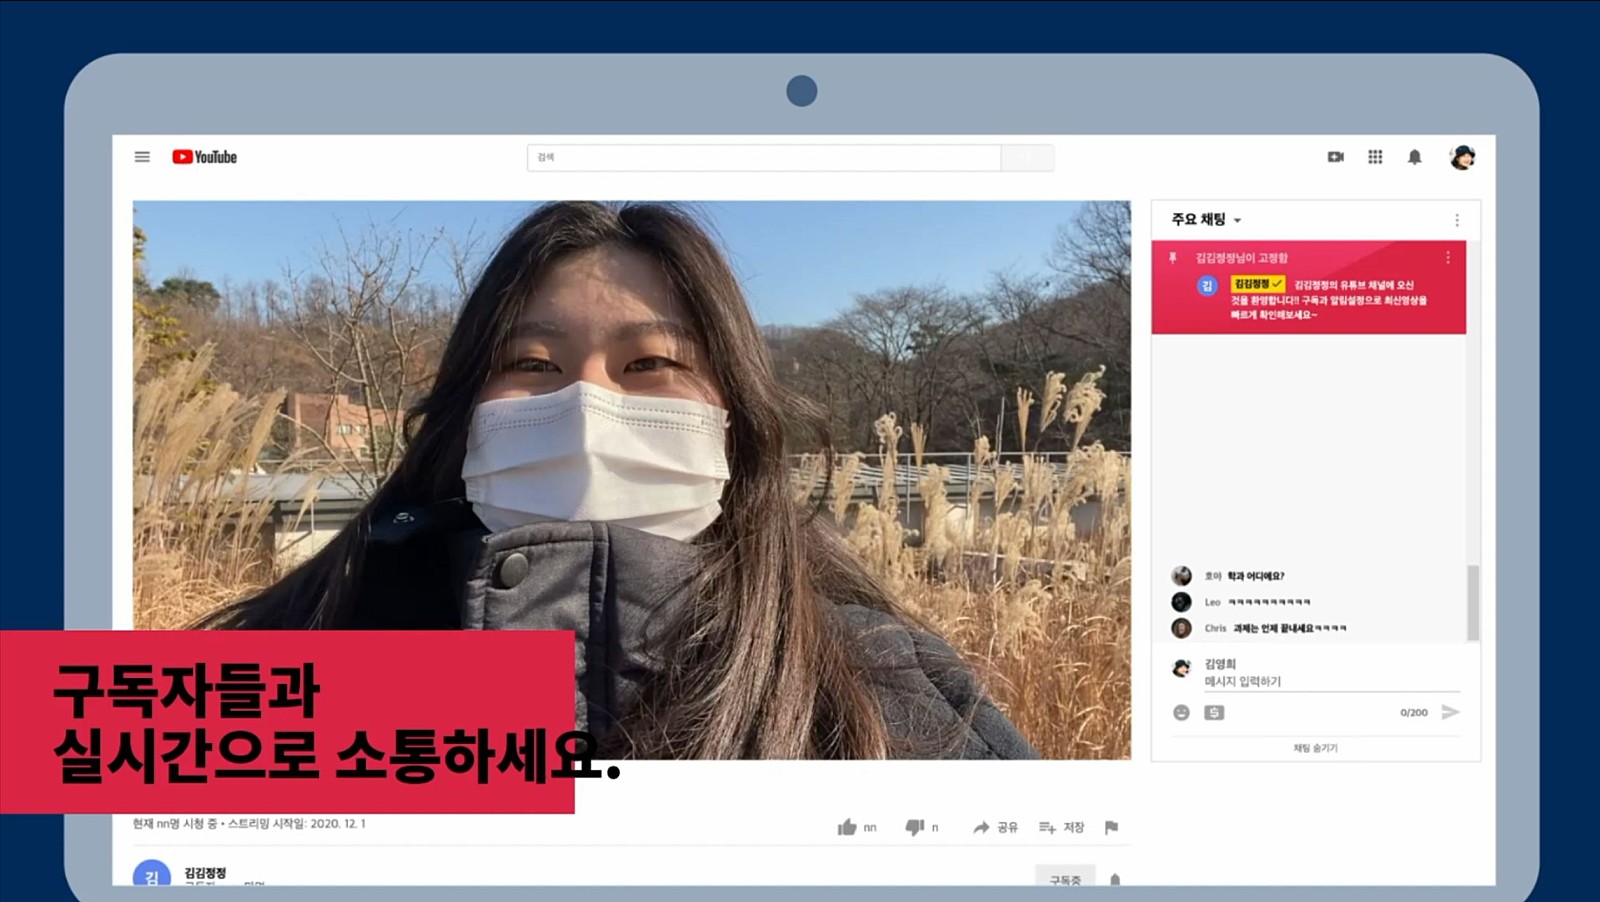 YouTube
검색
주요 채팅
김김정정님이 고정함
김
김김정정 김김정정의 유튜브 채널에 오신
것을 환영합니다!! 구독과 알림설정으로 최신영상을
빠르게 확인해보세요~
호야 학과 어디에요?
Leo ㅋㅋㅋㅋㅋㅋㅋㅋㅋㅋ
Chris 과제는 언제 끝내세요ㅋㅋㅋㅋ
김영희
메시지 입력하기
0/200
채팅 숨기기
구독자들과
실시간으로 소통하세요.
현재 nn명 시청 중 • 스트리밍 시작일: 2020. 12. 1
nn
n
공유
저장
김
김김정정
구독중